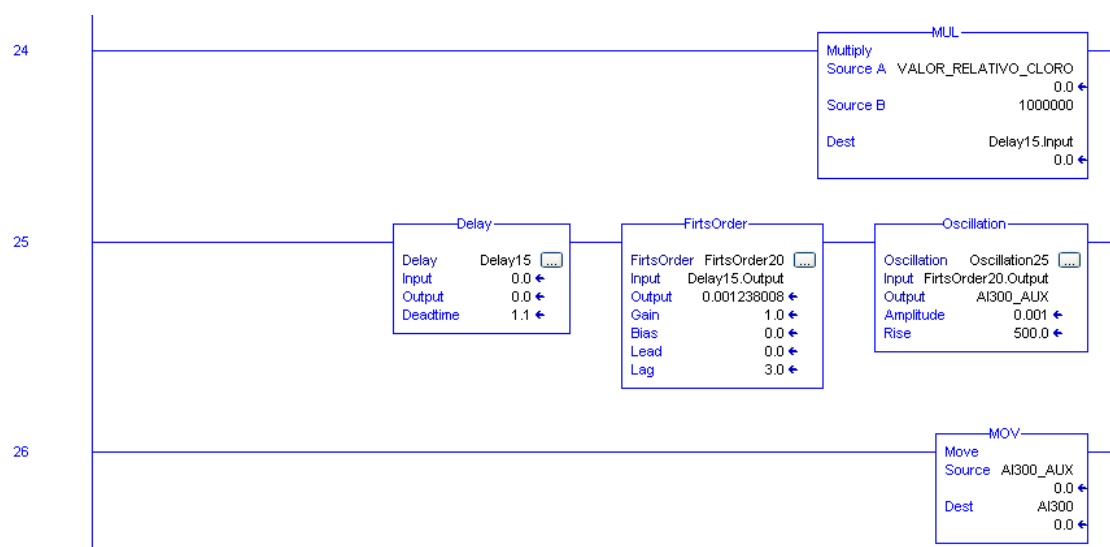 24
MUL
Multiply
Source A VALOR_RELATIVO_CLORO
0.0
Source B 1000000
Dest Delay15.Input
0.0
25
Delay
Delay Delay15 ...
Input 0.0
Output 0.0
Deadtime 1.1
FirtsOrder
FirtsOrder FirtsOrder20 ...
Input Delay15.Output
Output 0.001238008
Gain 1.0
Bias 0.0
Lead 0.0
Lag 3.0
Oscillation
Oscillation Oscillation25 ...
Input FirtsOrder20.Output
Output AI300_AUX
Amplitude 0.001
Rise 500.0
26
MOV
Move
Source AI300_AUX
0.0
Dest AI300
0.0